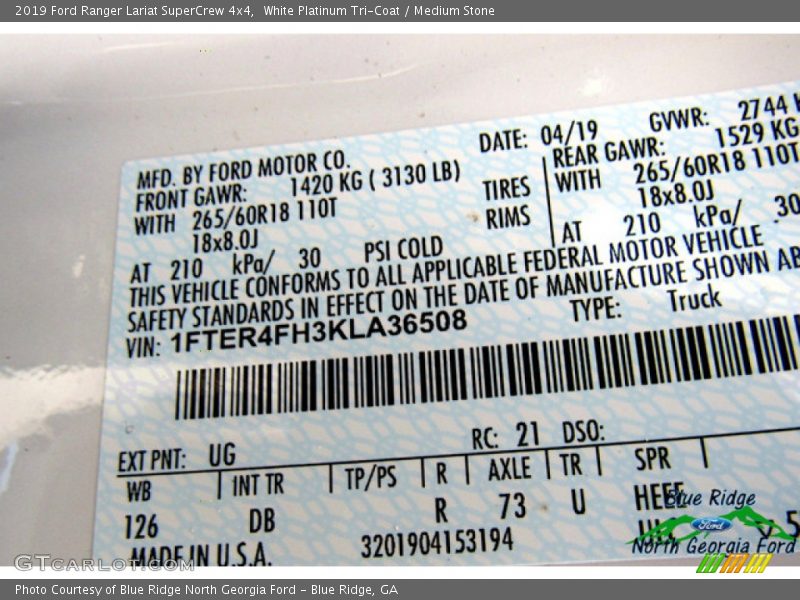 2019 Ford Ranger Lariat SuperCrew 4x4,  White Platinum Tri-Coat / Medium Stone
MFD. BY FORD MOTOR CO. DATE: 04/19 GVWR: 2744
FRONT GAWR: 1420 KG ( 3130 LB) REAR GAWR: 1529 KG
WITH 265/60R18 110T TIRES WITH 265/60R18 110T
18x8.0J RIMS 18x8.0J
AT 210 kPa/ 30 PSI COLD AT 210 kPa/ 30
THIS VEHICLE CONFORMS TO ALL APPLICABLE FEDERAL MOTOR VEHICLE
SAFETY STANDARDS IN EFFECT ON THE DATE OF MANUFACTURE SHOWN AB
VIN: 1FTER4FH3KLA36508 TYPE: Truck
EXT PNT: UG RC: 21 DSO:
WB INT TR TP/PS R AXLE TR SPR
126 DB R 73 U HEEE
MADE IN U.S.A. 3201904153194
Blue Ridge
Ford
North Georgia Ford
GTcarlot.com
Photo Courtesy of Blue Ridge North Georgia Ford - Blue Ridge, GA